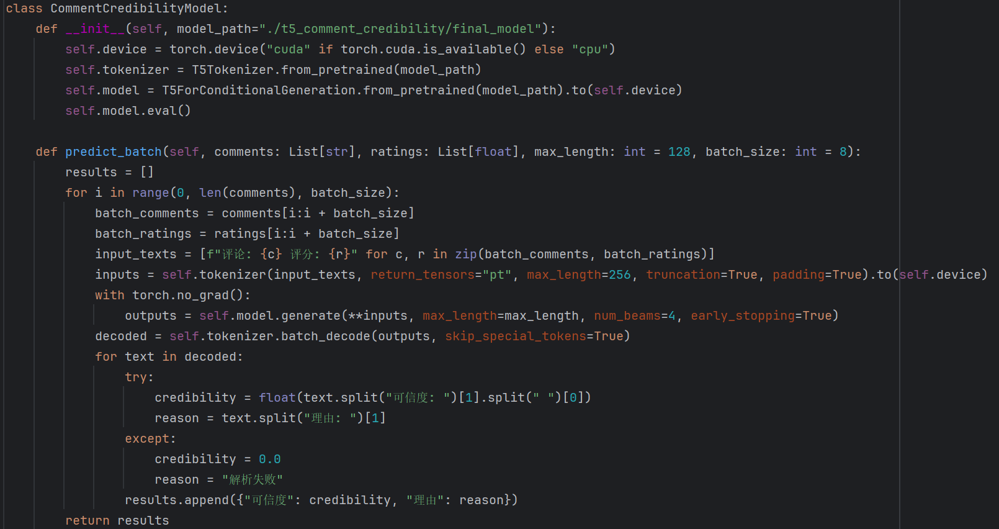 class CommentCredibilityModel:
    def __init__(self, model_path="./t5_comment_credibility/final_model"):
        self.device = torch.device("cuda" if torch.cuda.is_available() else "cpu")
        self.tokenizer = T5Tokenizer.from_pretrained(model_path)
        self.model = T5ForConditionalGeneration.from_pretrained(model_path).to(self.device)
        self.model.eval()

    def predict_batch(self, comments: List[str], ratings: List[float], max_length: int = 128, batch_size: int = 8):
        results = []
        for i in range(0, len(comments), batch_size):
            batch_comments = comments[i:i + batch_size]
            batch_ratings = ratings[i:i + batch_size]
            input_texts = [f"评论: {c} 评分: {r}" for c, r in zip(batch_comments, batch_ratings)]
            inputs = self.tokenizer(input_texts, return_tensors="pt", max_length=256, truncation=True, padding=True).to(self.device)
            with torch.no_grad():
                outputs = self.model.generate(**inputs, max_length=max_length, num_beams=4, early_stopping=True)
            decoded = self.tokenizer.batch_decode(outputs, skip_special_tokens=True)
            for text in decoded:
                try:
                    credibility = float(text.split("可信度: ")[1].split(" ")[0])
                    reason = text.split("理由: ")[1]
                except:
                    credibility = 0.0
                    reason = "解析失败"
                results.append({"可信度": credibility, "理由": reason})
        return results